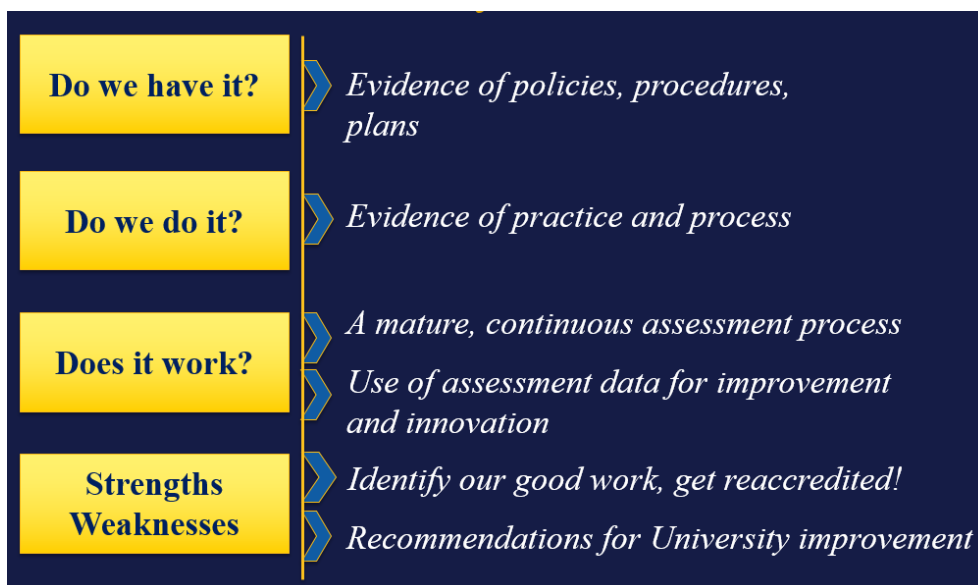 Do we have it?
Evidence of policies, procedures,
plans
Do we do it?
Evidence of practice and process
Does it work?
A mature, continuous assessment process
Use of assessment data for improvement
and innovation
Strengths
Weaknesses
Identify our good work, get reaccredited!
Recommendations for University improvement